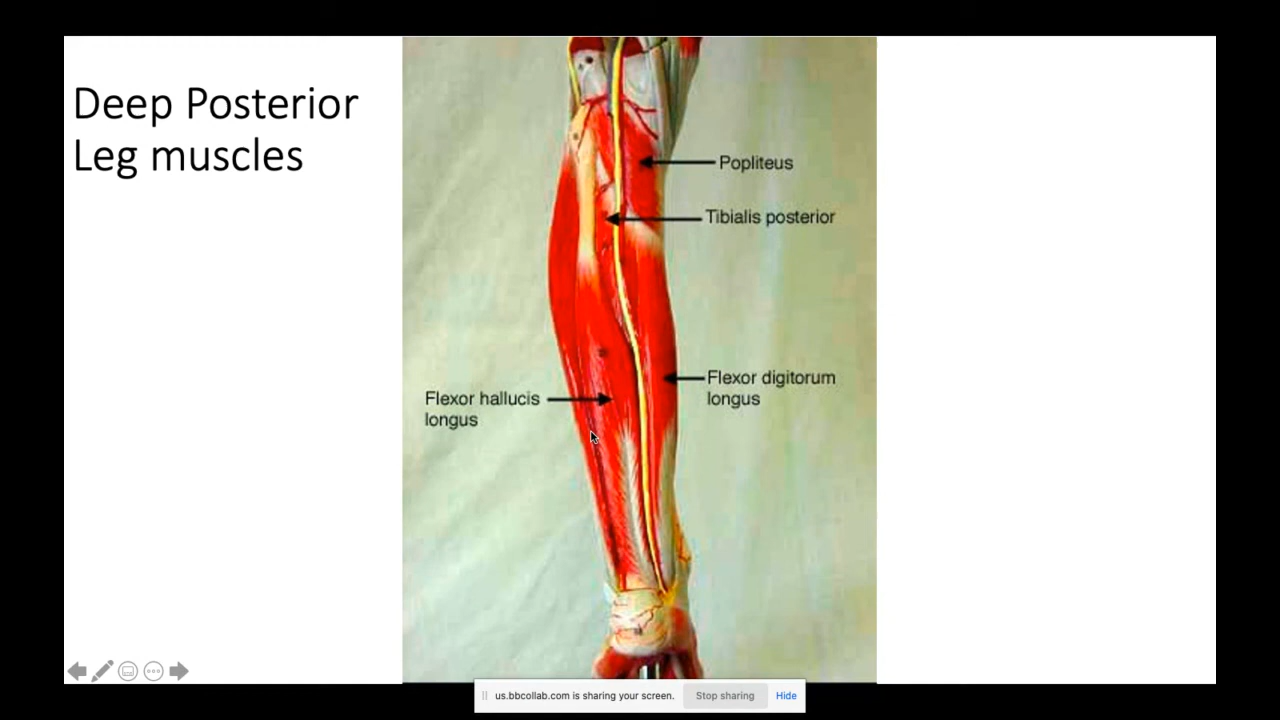 Deep Posterior
Leg muscles
Popliteus
Tibialis posterior
Flexor digitorum
longus
Flexor hallucis
longus
us.bbcollab.com is sharing your screen.
Stop sharing
Hide